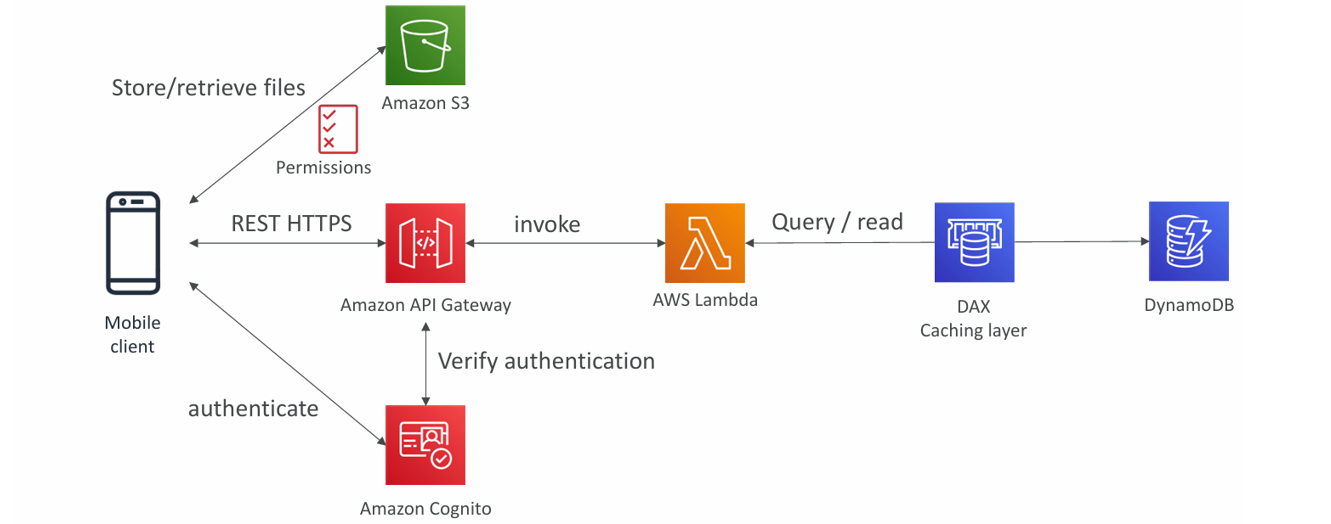 Store/retrieve files
Amazon S3
Permissions
REST HTTPS
invoke
Query / read
Amazon API Gateway
AWS Lambda
DAX
Caching layer
DynamoDB
Mobile
client
Verify authentication
authenticate
Amazon Cognito